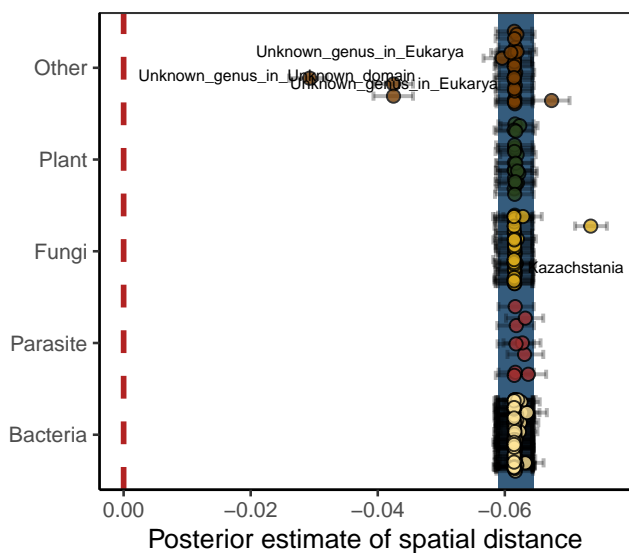 Other
Plant
Fungi
Parasite
Bacteria
Unknown_genus_in_Eukarya
Unknown_genus_in_Unknown_domain
Unknown_genus_in_Eukarya
Kazachstania
0.00 −0.02 −0.04 −0.06
Posterior estimate of spatial distance